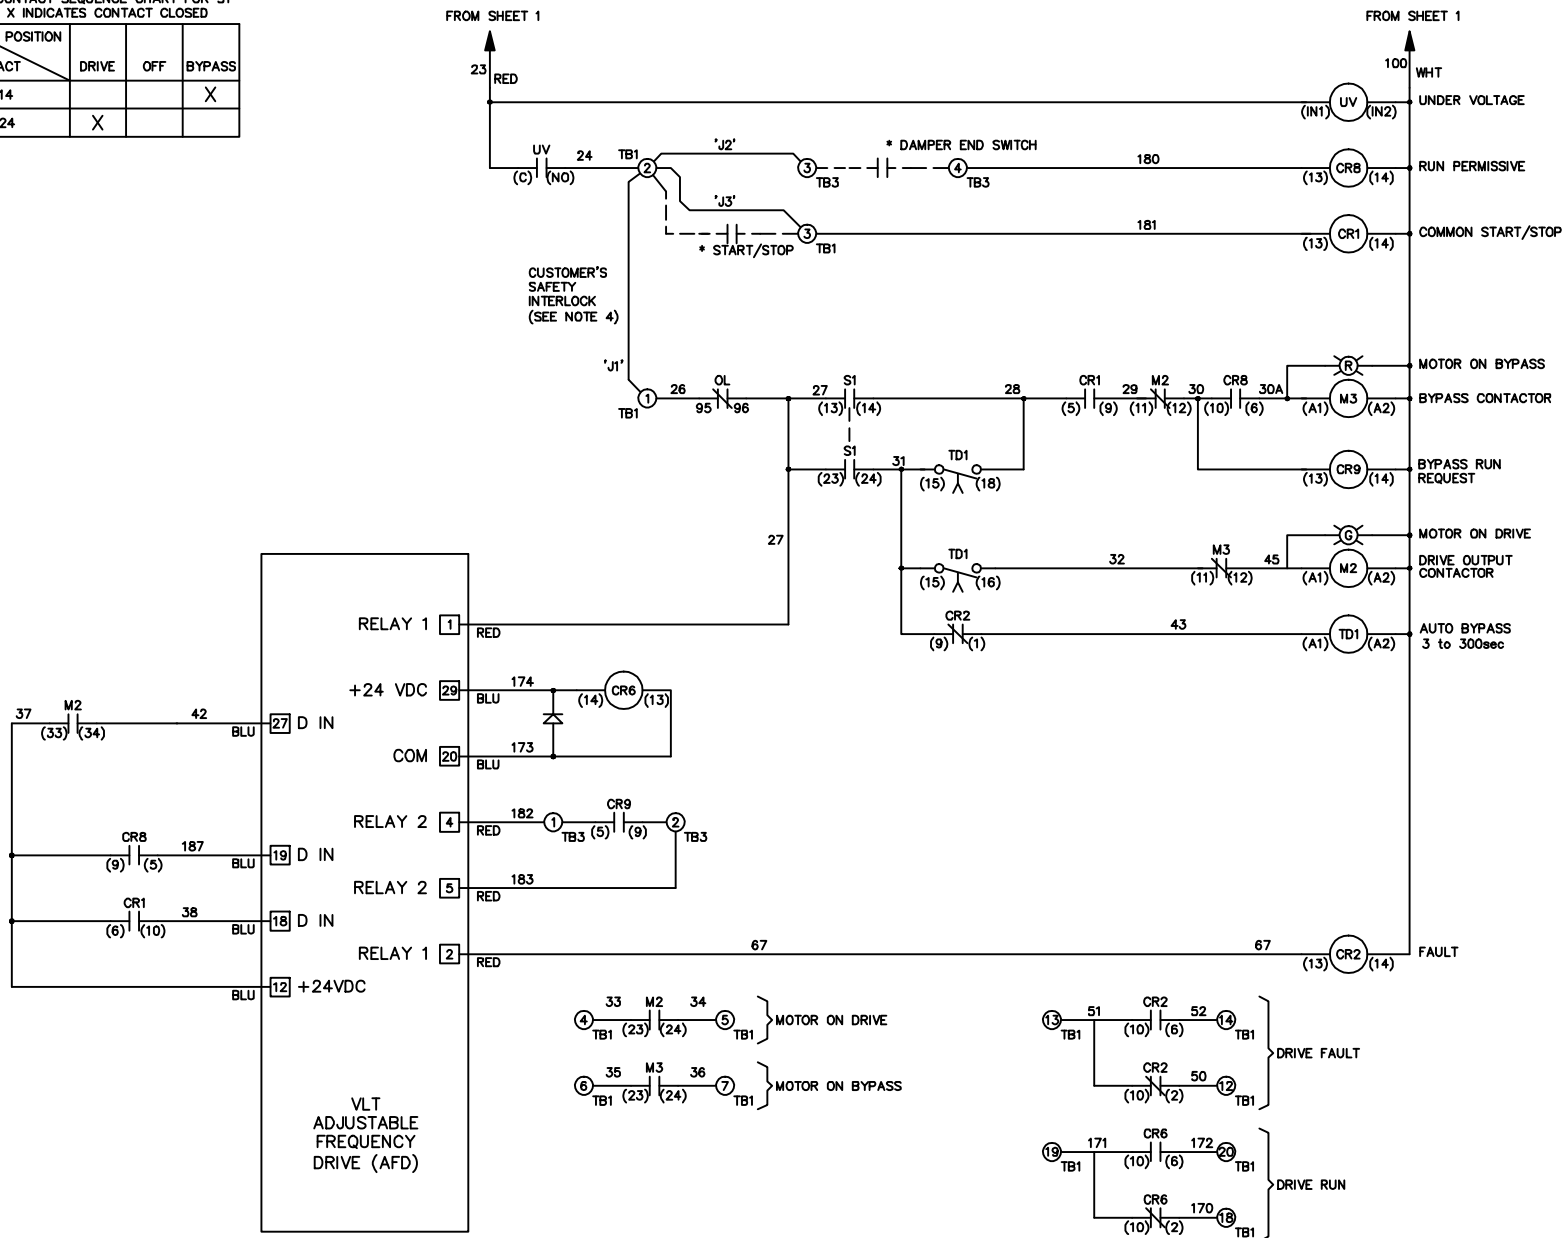 X INDICATES CONTACT CLOSED
POSITION
DRIVE OFF BYPASS
ACT
14 X
24 X
FROM SHEET 1
FROM SHEET 1
23 RED
100 WHT
(IN1) UV (IN2) UNDER VOLTAGE
UV
(C) (NO) 24 TB1 2 'J2' 3 TB3 * DAMPER END SWITCH 4 TB3 180 (13) CR8 (14) RUN PERMISSIVE
'J3' 3 TB1 181 (13) CR1 (14) COMMON START/STOP
* START/STOP
CUSTOMER'S
SAFETY
INTERLOCK
(SEE NOTE 4)
'J1'
R MOTOR ON BYPASS
1 TB1 26 OL 95 96 27 S1 (13) (14) 28 CR1 (5) (9) 29 M2 (11) (12) 30 CR8 (10) (6) 30A (A1) M3 (A2) BYPASS CONTACTOR
S1 (23) (24) 31 TD1 (15) (18) (13) CR9 (14) BYPASS RUN
REQUEST
27
G MOTOR ON DRIVE
TD1 (15) (16) 32 M3 (11) (12) 45 (A1) M2 (A2) DRIVE OUTPUT
CONTACTOR
CR2 (9) (1) 43 (A1) TD1 (A2) AUTO BYPASS
3 to 300sec
RELAY 1 1 RED
+24 VDC 29 BLU 174 (14) CR6 (13)
37 M2 (33) (34) 42 BLU 27 D IN
COM 20 BLU 173
RELAY 2 4 RED 182 1 TB3 CR9 (5) (9) 2 TB3
CR8 (9) (5) 187 BLU 19 D IN
RELAY 2 5 RED 183
CR1 (6) (10) 38 BLU 18 D IN
RELAY 1 2 RED 67 67 (13) CR2 (14) FAULT
BLU 12 +24VDC
4 TB1 33 M2 (23) (24) 34 5 TB1 MOTOR ON DRIVE
6 TB1 35 M3 (23) (24) 36 7 TB1 MOTOR ON BYPASS
13 TB1 51 CR2 (10) (6) 52 14 TB1
DRIVE FAULT
CR2 (10) (2) 50 12 TB1
19 TB1 171 CR6 (10) (6) 172 20 TB1
DRIVE RUN
CR6 (10) (2) 170 18 TB1
VLT
ADJUSTABLE
FREQUENCY
DRIVE (AFD)